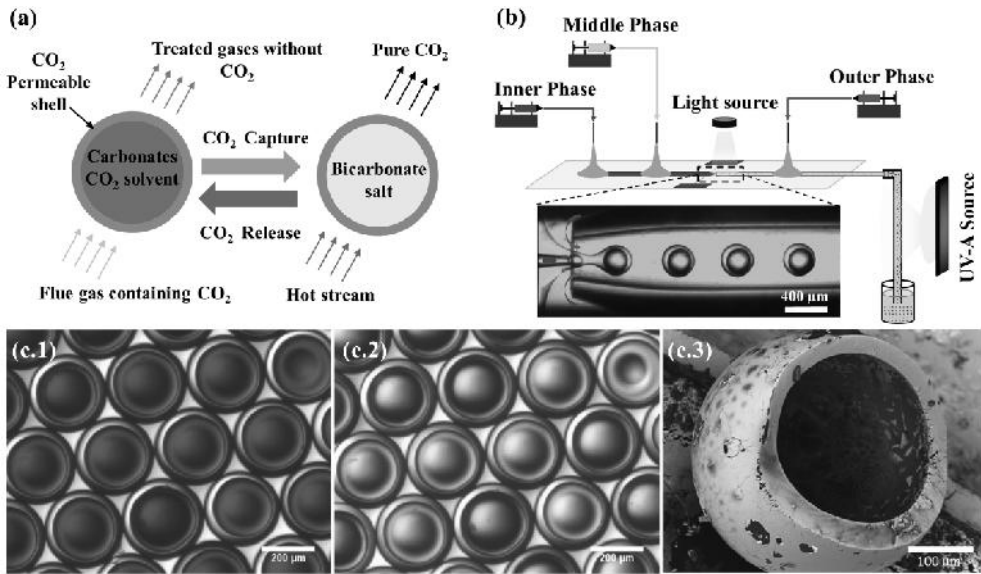 (a)
Treated gases without
CO2
CO2
Permeable
shell
Pure CO2
Carbonates
CO2 solvent
CO2 Capture
Bicarbonate
salt
CO2 Release
Flue gas containing CO2
Hot stream
(b)
Middle Phase
Inner Phase
Light source
Outer Phase
UV-A Source
400 μm
(c.1)
200 μm
(c.2)
200 μm
(c.3)
100 μm